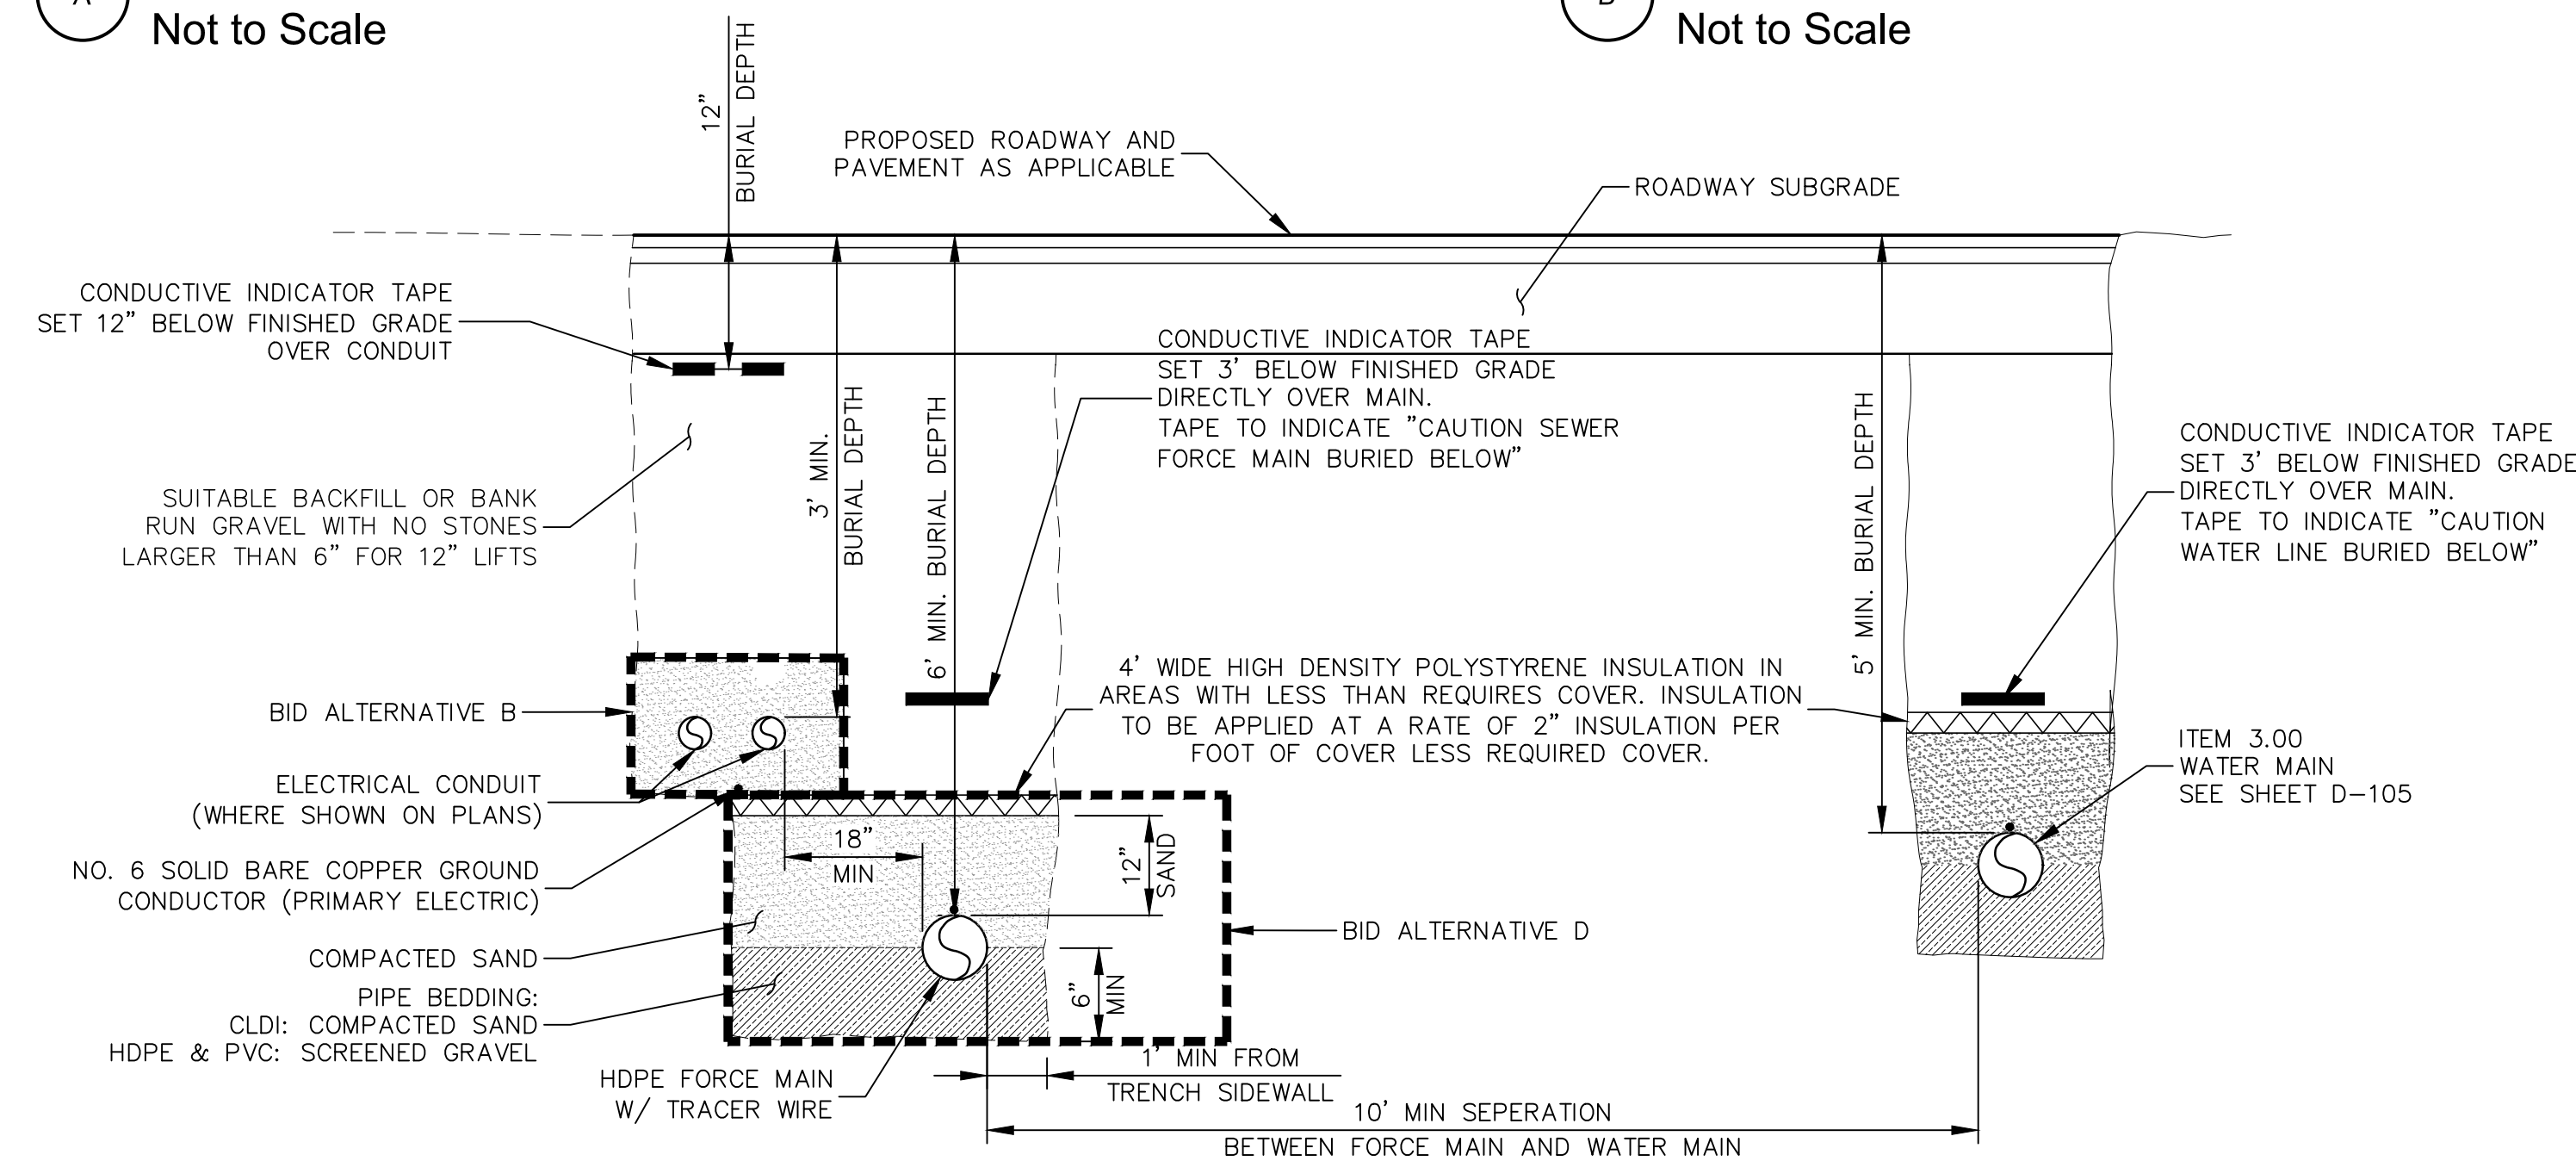 A
Not to Scale
B
Not to Scale
12"
BURIAL DEPTH
PROPOSED ROADWAY AND
PAVEMENT AS APPLICABLE
ROADWAY SUBGRADE
CONDUCTIVE INDICATOR TAPE
SET 12" BELOW FINISHED GRADE
OVER CONDUIT
CONDUCTIVE INDICATOR TAPE
SET 3' BELOW FINISHED GRADE
DIRECTLY OVER MAIN.
TAPE TO INDICATE "CAUTION SEWER
FORCE MAIN BURIED BELOW"
3' MIN.
BURIAL DEPTH
6' MIN. BURIAL DEPTH
5' MIN. BURIAL DEPTH
CONDUCTIVE INDICATOR TAPE
SET 3' BELOW FINISHED GRADE
DIRECTLY OVER MAIN.
TAPE TO INDICATE "CAUTION
WATER LINE BURIED BELOW"
SUITABLE BACKFILL OR BANK
RUN GRAVEL WITH NO STONES
LARGER THAN 6" FOR 12" LIFTS
4' WIDE HIGH DENSITY POLYSTYRENE INSULATION IN
AREAS WITH LESS THAN REQUIRES COVER. INSULATION
TO BE APPLIED AT A RATE OF 2" INSULATION PER
FOOT OF COVER LESS REQUIRED COVER.
BID ALTERNATIVE B
ITEM 3.00
WATER MAIN
SEE SHEET D-105
ELECTRICAL CONDUIT
(WHERE SHOWN ON PLANS)
18"
MIN
12"
SAND
NO. 6 SOLID BARE COPPER GROUND
CONDUCTOR (PRIMARY ELECTRIC)
BID ALTERNATIVE D
COMPACTED SAND
PIPE BEDDING:
CLDI: COMPACTED SAND
HDPE & PVC: SCREENED GRAVEL
6"
MIN
1' MIN FROM
TRENCH SIDEWALL
HDPE FORCE MAIN
W/ TRACER WIRE
10' MIN SEPERATION
BETWEEN FORCE MAIN AND WATER MAIN